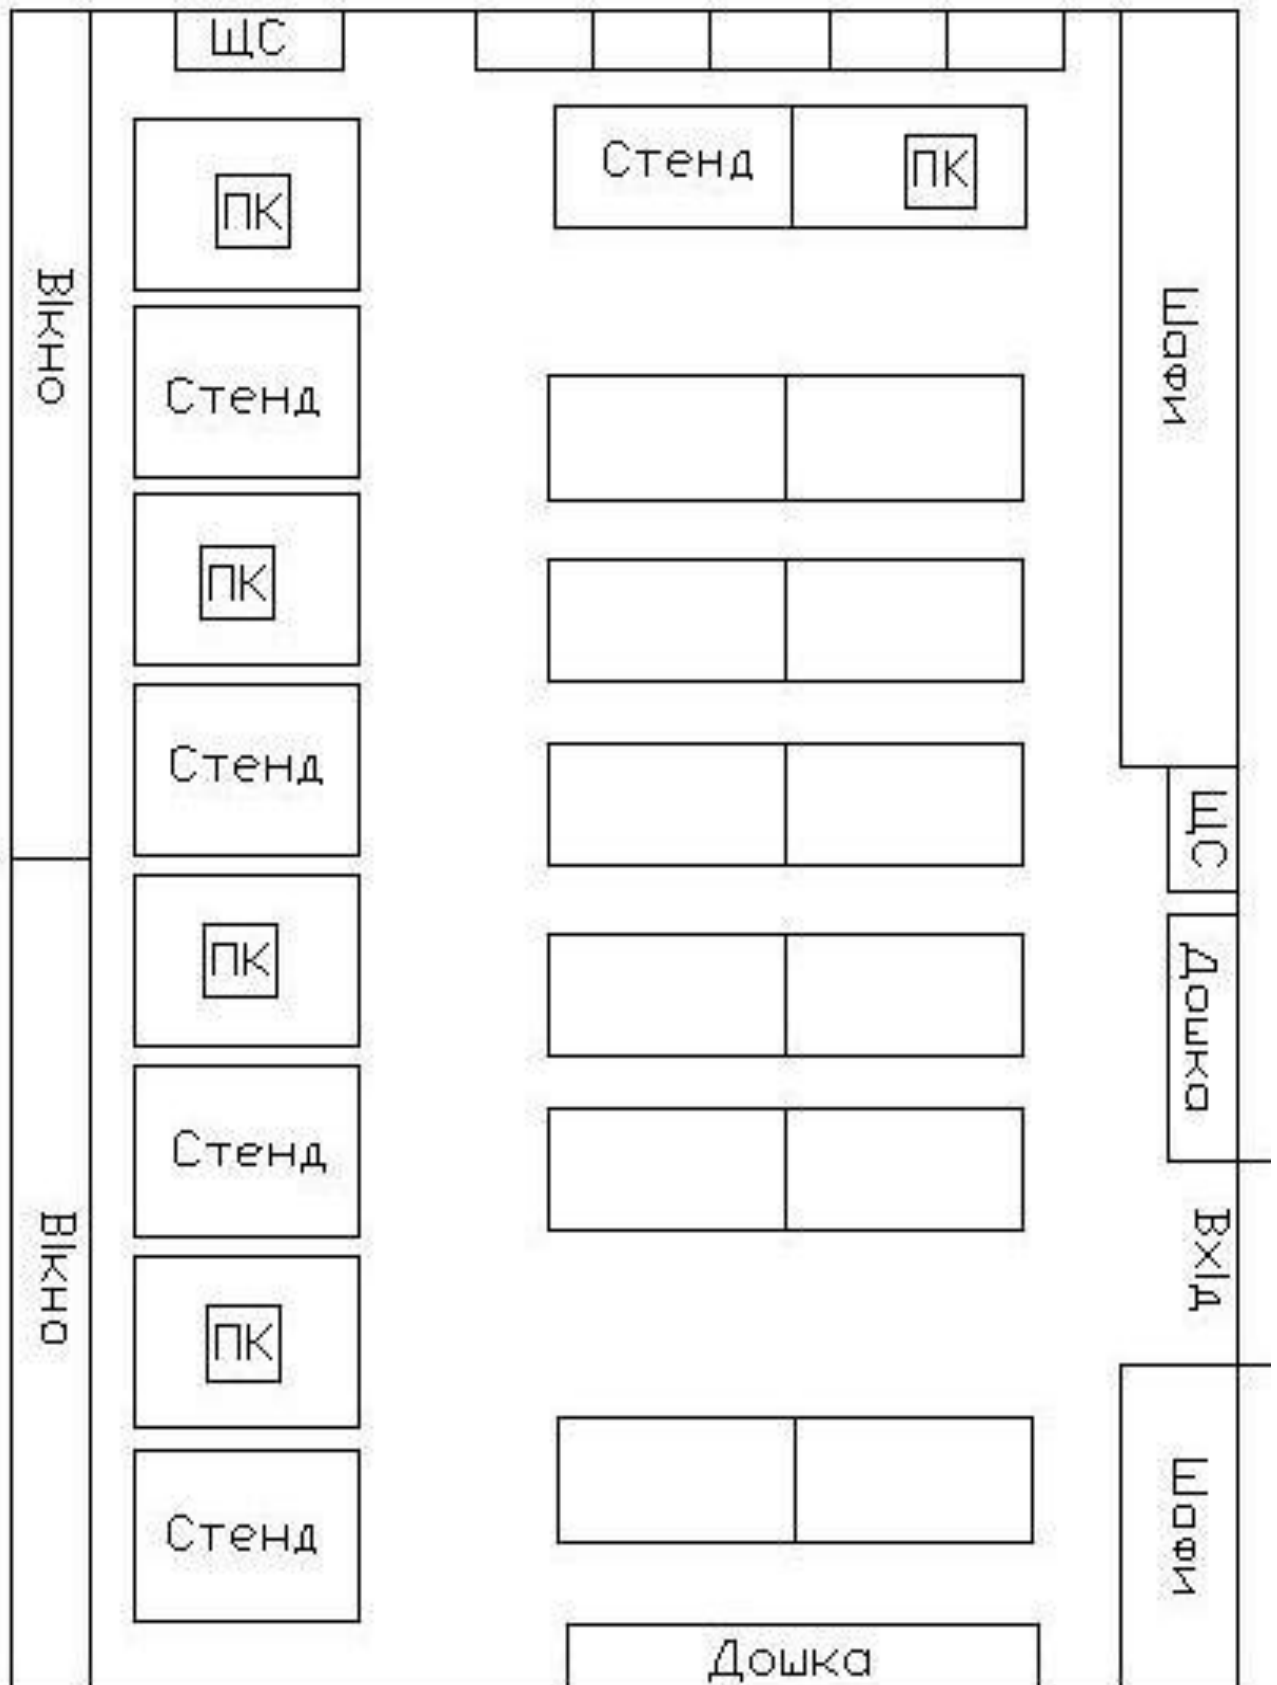 ЩС
Стенд
ПК
ПК
Вікно
Шафи
Стенд
ПК
Стенд
ЩС
ПК
Дошка
Стенд
Вхід
Вікно
ПК
Шафи
Стенд
Дошка